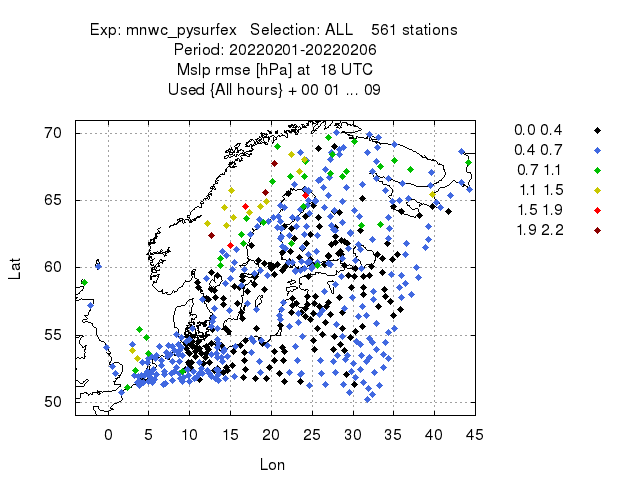 Exp: mnwc_pysurfex Selection: ALL 561 stations
Period: 20220201-20220206
Mslp rmse [hPa] at 18 UTC
Used {All hours} + 00 01 ... 09
70
65
60
55
50
Lat
0 5 10 15 20 25 30 35 40 45
Lon
0.0 0.4
0.4 0.7
0.7 1.1
1.1 1.5
1.5 1.9
1.9 2.2